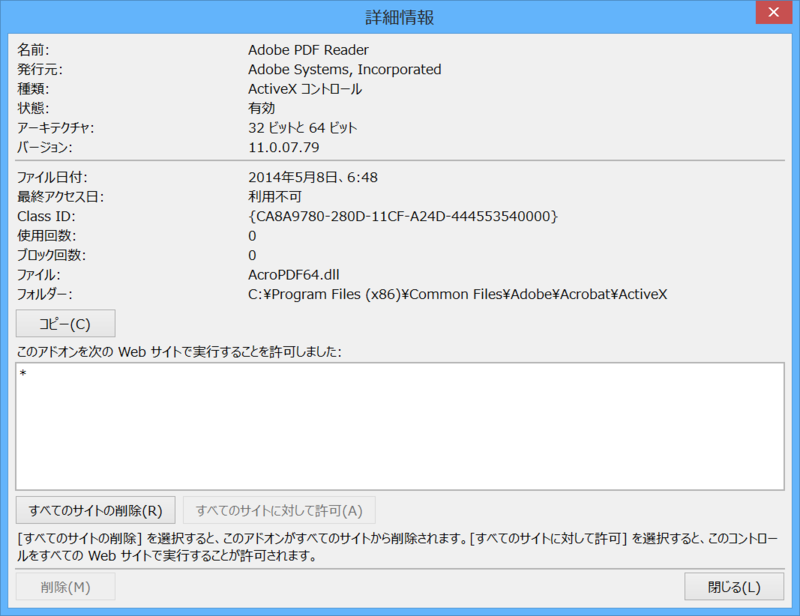 詳細情報
名前: Adobe PDF Reader
発行元: Adobe Systems, Incorporated
種類: ActiveX コントロール
状態: 有効
アーキテクチャ: 32 ビットと 64 ビット
バージョン: 11.0.07.79
ファイル日付: 2014年5月8日、6:48
最終アクセス日: 利用不可
Class ID: {CA8A9780-280D-11CF-A24D-444553540000}
使用回数: 0
ブロック回数: 0
ファイル: AcroPDF64.dll
フォルダー: C:¥Program Files (x86)¥Common Files¥Adobe¥Acrobat¥ActiveX
コピー(C)
このアドオンを次の Web サイトで実行することを許可しました:
*
すべてのサイトの削除(R) すべてのサイトに対して許可(A)
[すべてのサイトの削除] を選択すると、このアドオンがすべてのサイトから削除されます。[すべてのサイトに対して許可] を選択すると、このコントロー
ルをすべての Web サイトで実行することが許可されます。
削除(M) 閉じる(L)